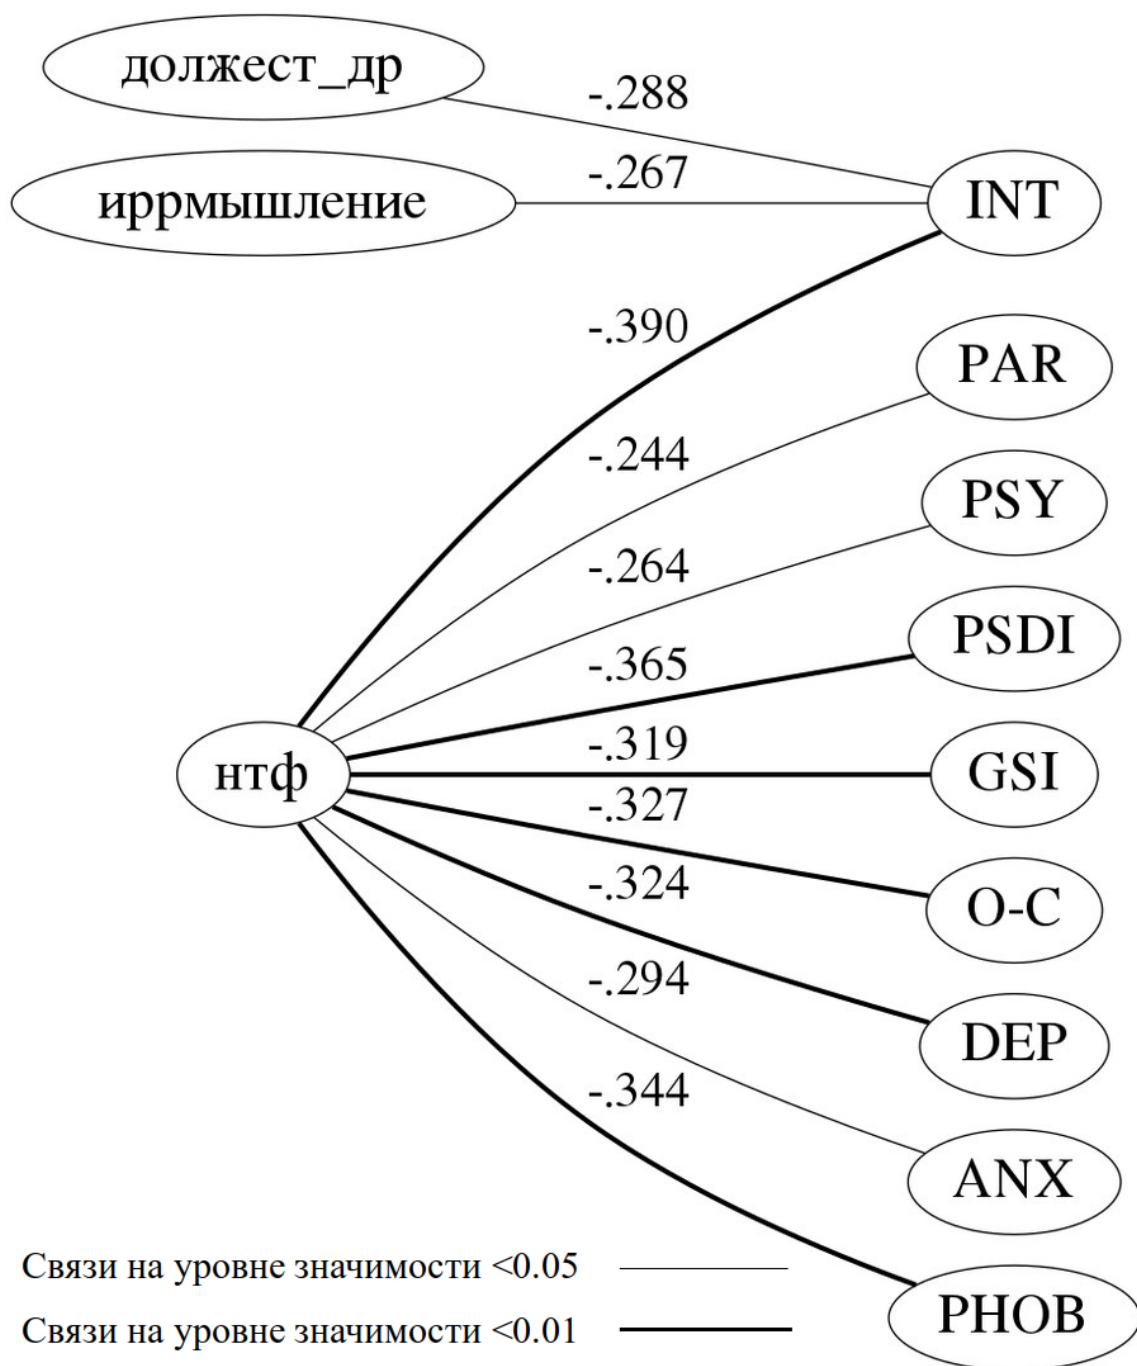 должест_др
-.288
-.267
иррмышление
INT
-.390
PAR
-.244
PSY
-.264
PSDI
-.365
-.319
нтф
GSI
-.327
-.324
O-C
-.294
DEP
-.344
ANX
Связи на уровне значимости <0.05
PHOB
Связи на уровне значимости <0.01